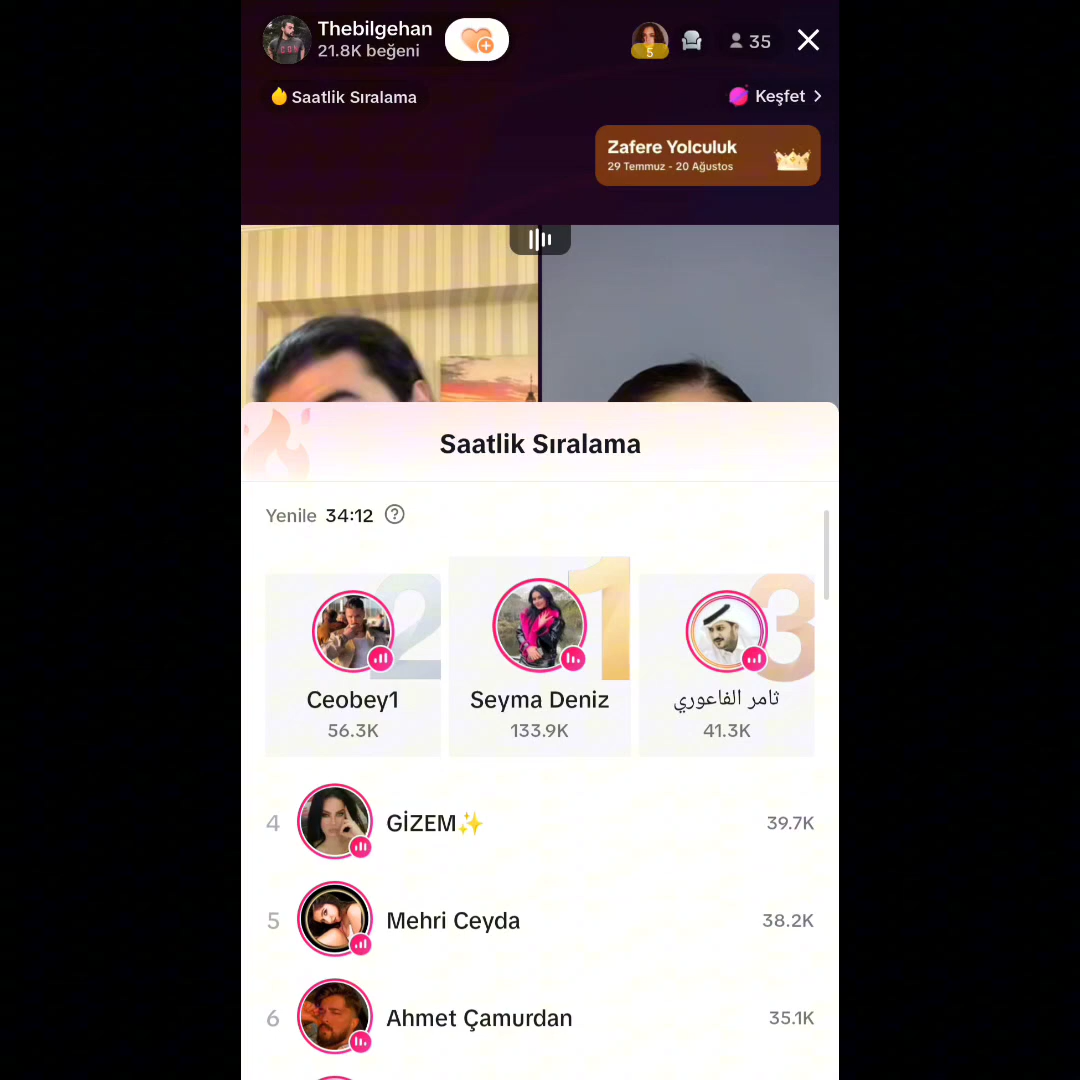 Thebilgehan
21.8K beğeni
5
35
Saatlik Sıralama
Keşfet
Zafere Yolculuk
29 Temmuz - 20 Ağustos
Saatlik Sıralama
Yenile 34:12
2
1
3
Ceobey1
Seyma Deniz
ثامر الفاعوري
56.3K
133.9K
41.3K
4 GİZEM✨ 39.7K
5 Mehri Ceyda 38.2K
6 Ahmet Çamurdan 35.1K